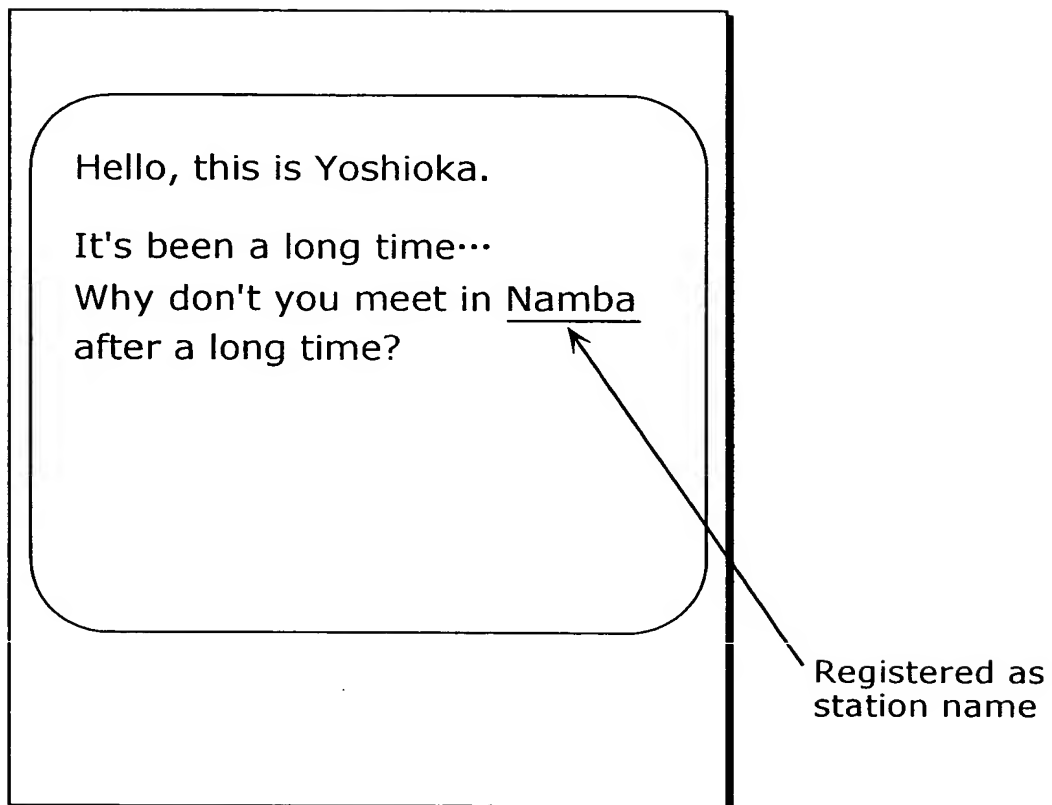 Hello, this is Yoshioka.
It's been a long time⋯
Why don't you meet in Namba
after a long time?
Registered as
station name